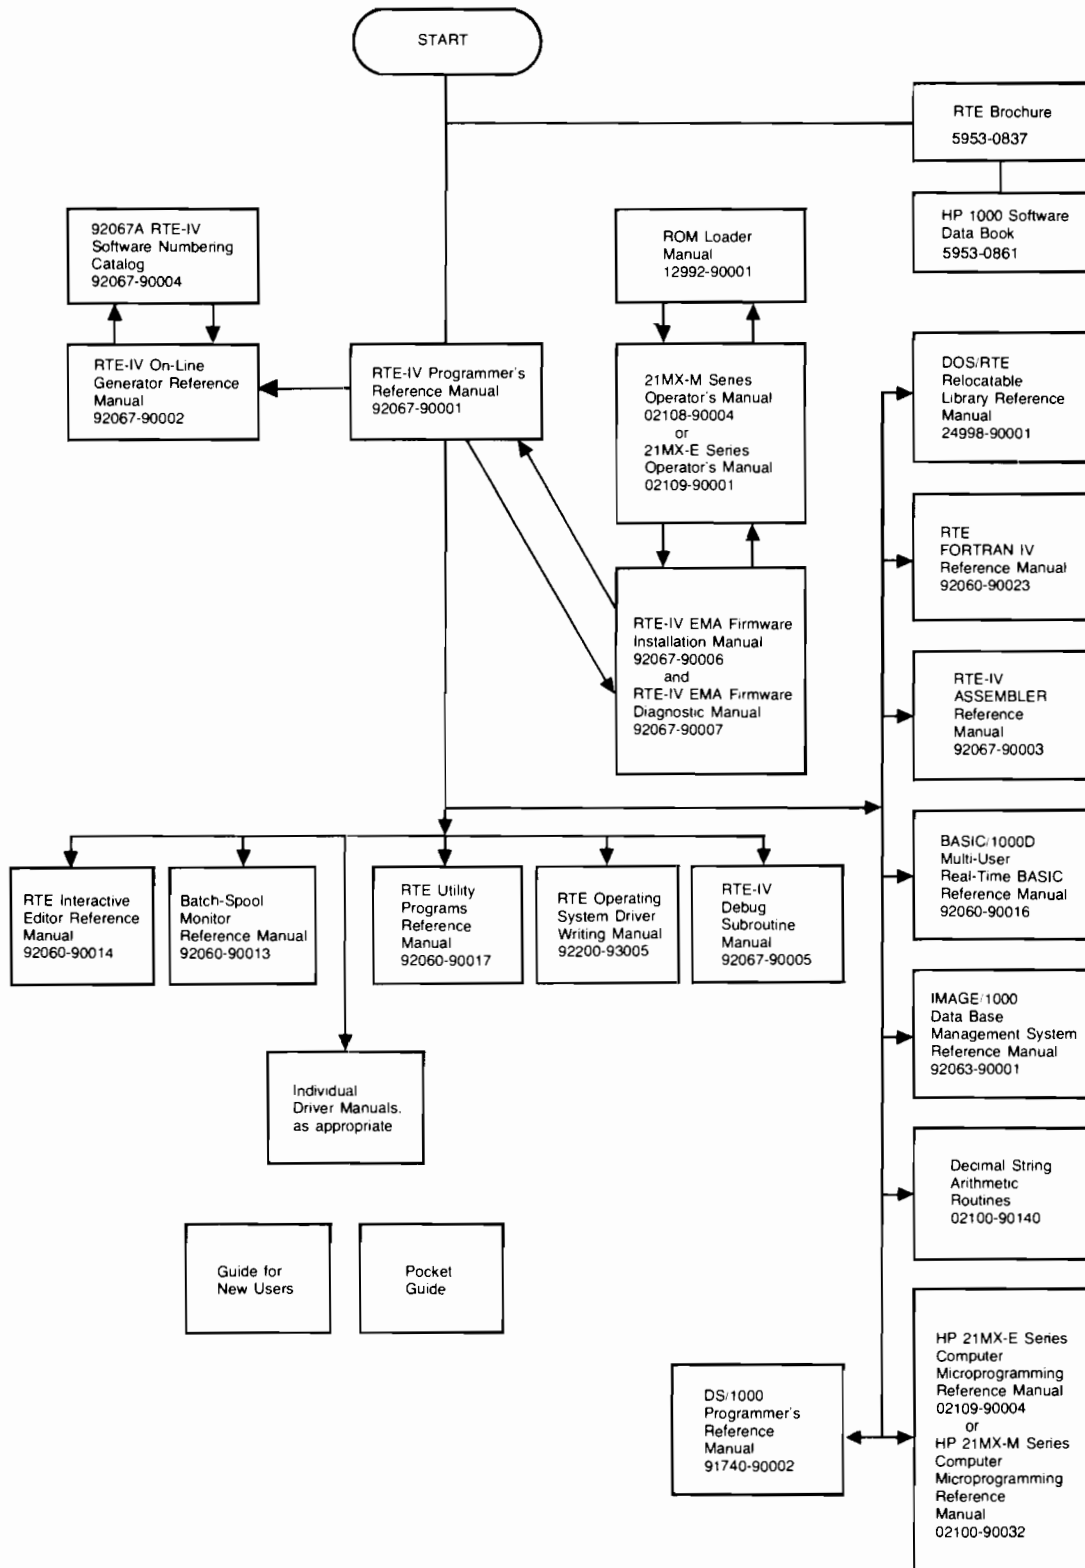 START
RTE Brochure
5953-0837
HP 1000 Software
Data Book
5953-0861
92067A RTE-IV
Software Numbering
Catalog
92067-90004
ROM Loader
Manual
12992-90001
RTE-IV On-Line
Generator Reference
Manual
92067-90002
RTE-IV Programmer's
Reference Manual
92067-90001
21MX-M Series
Operator's Manual
02108-90004
or
21MX-E Series
Operator's Manual
02109-90001
DOS/RTE
Relocatable
Library Reference
Manual
24998-90001
RTE
FORTRAN IV
Reference Manual
92060-90023
RTE-IV EMA Firmware
Installation Manual
92067-90006
and
RTE-IV EMA Firmware
Diagnostic Manual
92067-90007
RTE-IV
ASSEMBLER
Reference
Manual
92067-90003
BASIC/1000D
Multi-User
Real-Time BASIC
Reference Manual
92060-90016
RTE Interactive
Editor Reference
Manual
92060-90014
Batch-Spool
Monitor
Reference Manual
92060-90013
RTE Utility
Programs
Reference
Manual
92060-90017
RTE Operating
System Driver
Writing Manual
92200-93005
RTE-IV
Debug
Subroutine
Manual
92067-90005
IMAGE/1000
Data Base
Management System
Reference Manual
92063-90001
Individual
Driver Manuals.
as appropriate
Decimal String
Arithmetic
Routines
02100-90140
Guide for
New Users
Pocket
Guide
DS/1000
Programmer's
Reference
Manual
91740-90002
HP 21MX-E Series
Computer
Microprogramming
Reference Manual
02109-90004
or
HP 21MX-M Series
Computer
Microprogramming
Reference
Manual
02100-90032